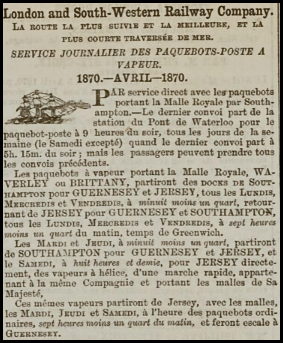 London and South-Western Railway Company.
LA ROUTE LA PLUS SUIVIE ET LA MEILLEURE, ET LA
PLUS COURTE TRAVERSÉE DE MER.
SERVICE JOURNALIER DES PAQUEBOTS-POSTE A
VAPEUR.
1870.—AVRIL—1870.
PAR service direct avec les paquebots
portant la Malle Royale par South-
ampton.—Le dernier convoi part de
la station du Pont de Waterloo pour le
paquebot-poste à 9 heures du soir, tous les jours de la se-
maine (le Samedi excepté) quand le dernier convoi part à
5h. 15m. du soir; mais les passagers peuvent prendre tous
les convois précédents.
Les paquebots à vapeur portant la Malle Royale, WA-
VERLEY OU BRITTANY, partiront des DOCKS DE SOUTH-
HAMPTON pour GUERNESEY et JERSEY, tous les LUNDIS,
MERCREDIS et VENDREDIS, à minuit moins un quart, retour-
nant de JERSEY pour GUERNESEY et SOUTHAMPTON,
tous les LUNDIS, MERCREDIS et VENDREDIS, à sept heures
moins un quart du matin, temps de Greenwich.
Les MARDI et JEUDI, à minuit moins un quart, partiront
de SOUTHAMPTON pour GUERNESEY et JERSEY, et
le SAMEDI, à huit heures et demie, pour JERSEY directe-
ment, des vapeurs à hélice, d'une marche rapide, apparte-
nant à la même Compagnie et portant les malles de Sa
Majesté,
Ces mêmes vapeurs partiront de Jersey, avec les malles,
les MARDI, JEUDI et SAMEDI, à l'heure des paquebots ordi-
naires, sept heures moins un quart du matin, et feront escale à
GUERNESEY.